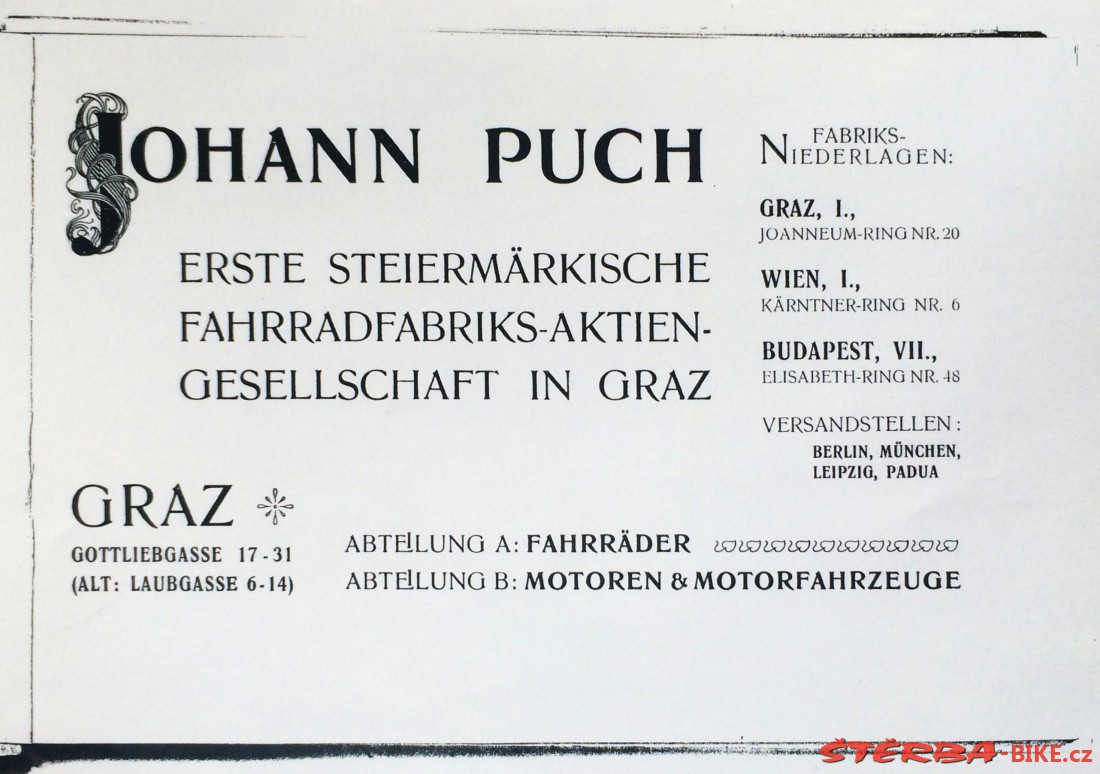 JOHANN PUCH
ERSTE STEIERMÄRKISCHE
FAHRRADFABRIKS-AKTIEN-
GESELLSCHAFT IN GRAZ
FABRIKS-
NIEDERLAGEN:
GRAZ, I.,
JOANNEUM-RING NR. 20
WIEN, I.,
KÄRNTNER-RING NR. 6
BUDAPEST, VII.,
ELISABETH-RING NR. 48
VERSANDSTELLEN:
BERLIN, MÜNCHEN,
LEIPZIG, PADUA
GRAZ
GOTTLIEBGASSE 17-31
(ALT: LAUBGASSE 6-14)
ABTEILUNG A: FAHRRÄDER
ABTEILUNG B: MOTOREN & MOTORFAHRZEUGE
ŠTĚRBA-BIKE.cz